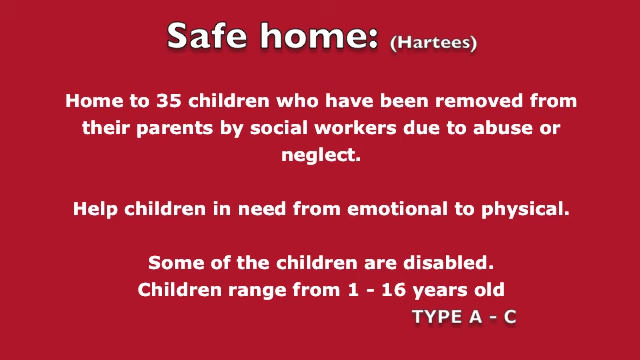 Safe home: (Hartees)
Home to 35 children who have been removed from
their parents by social workers due to abuse or
neglect.
Help children in need from emotional to physical.
Some of the children are disabled.
Children range from 1 - 16 years old
TYPE A - C